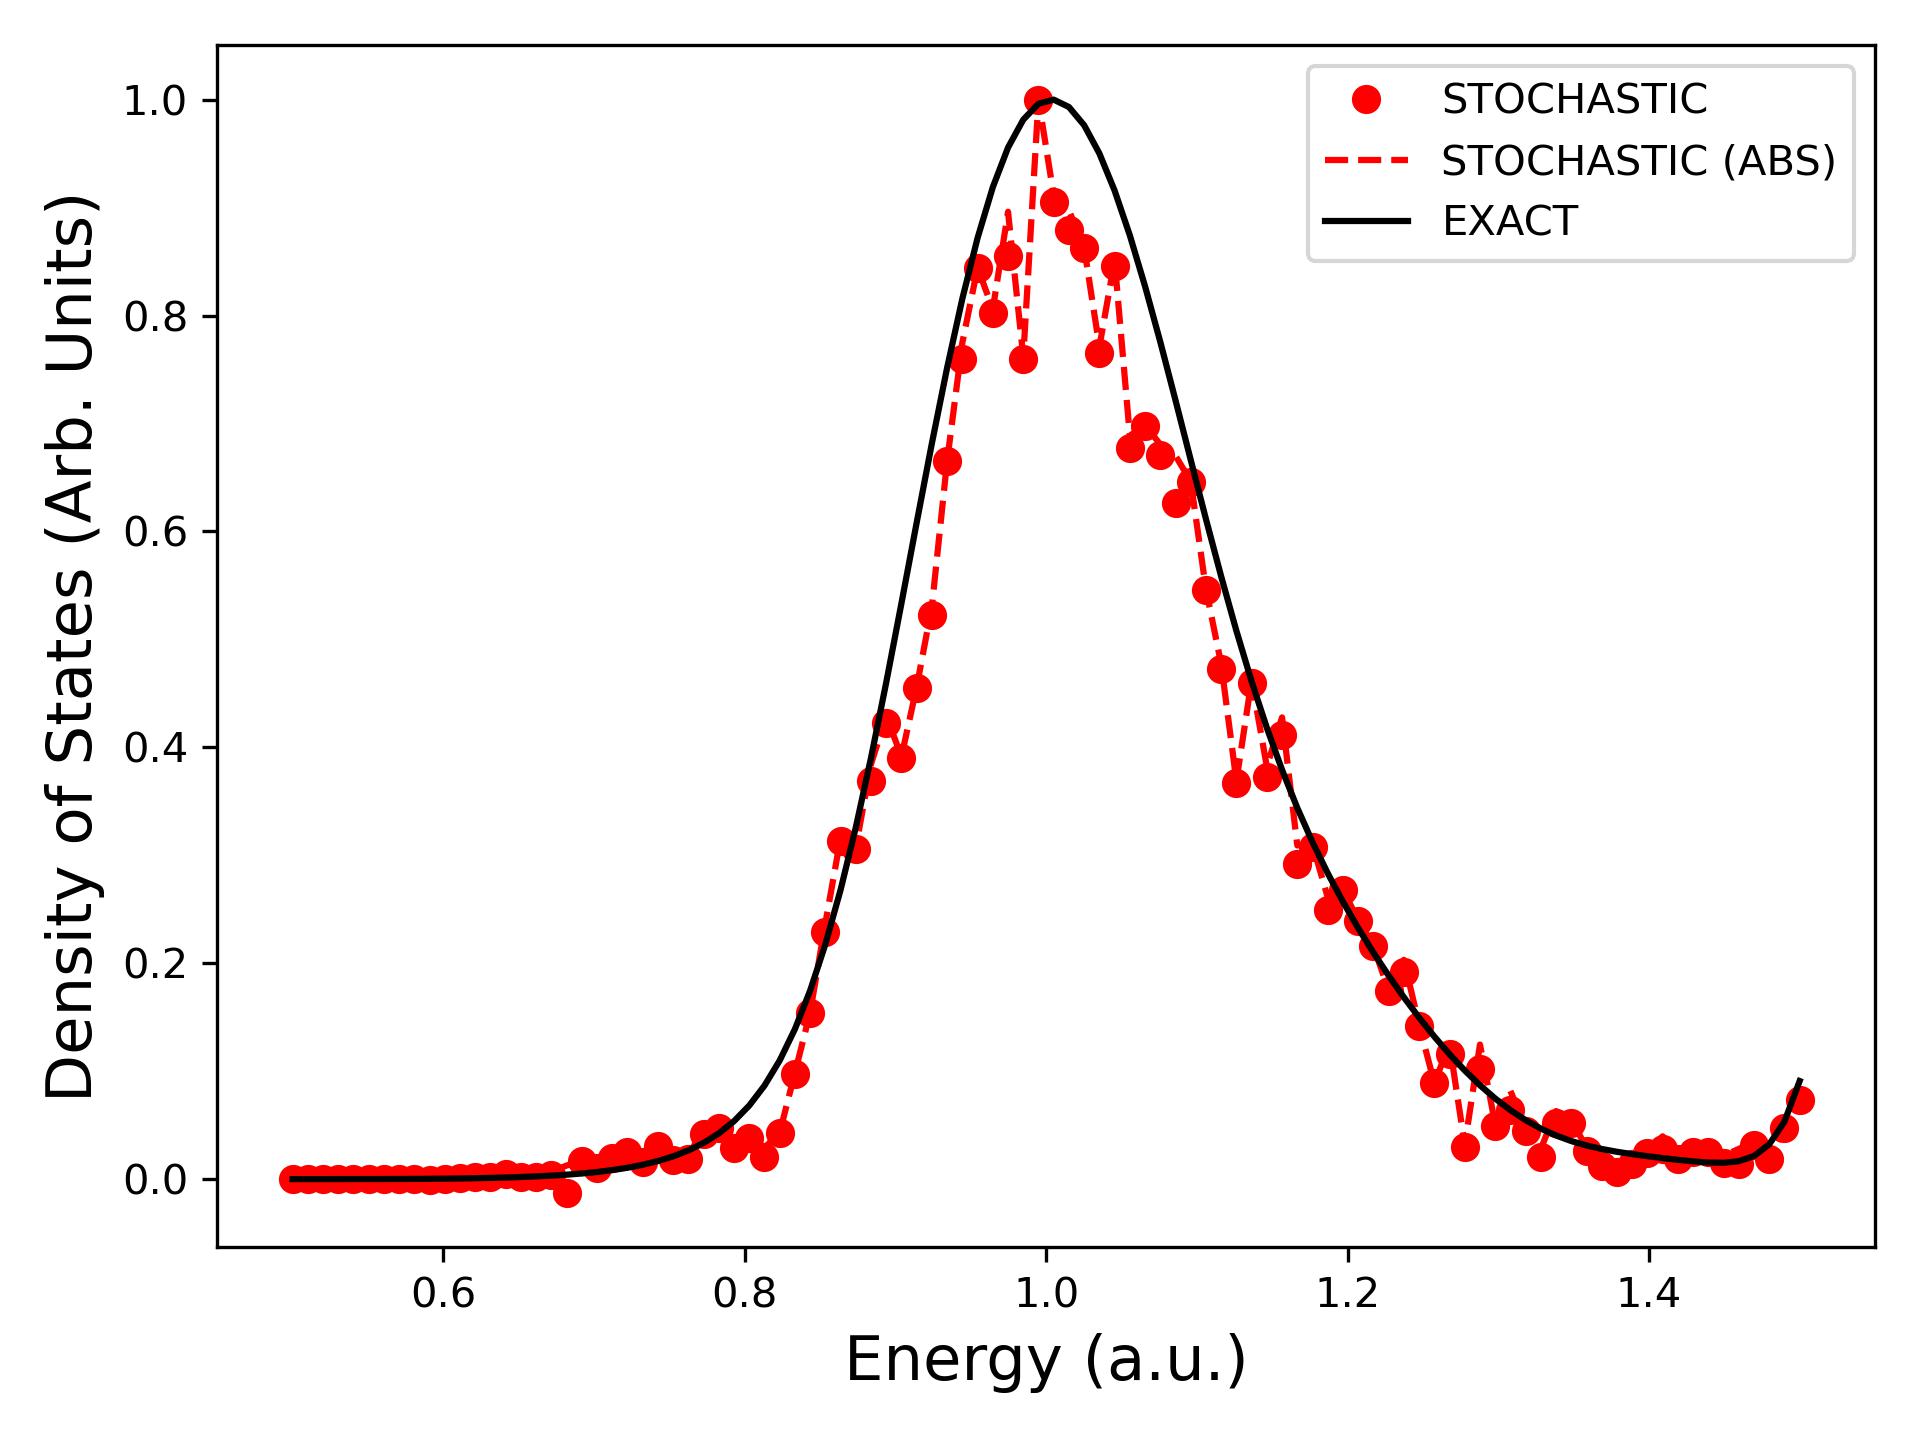 STOCHASTIC
STOCHASTIC (ABS)
EXACT
Density of States (Arb. Units)
1.0
0.8
0.6
0.4
0.2
0.0
0.6 0.8 1.0 1.2 1.4
Energy (a.u.)